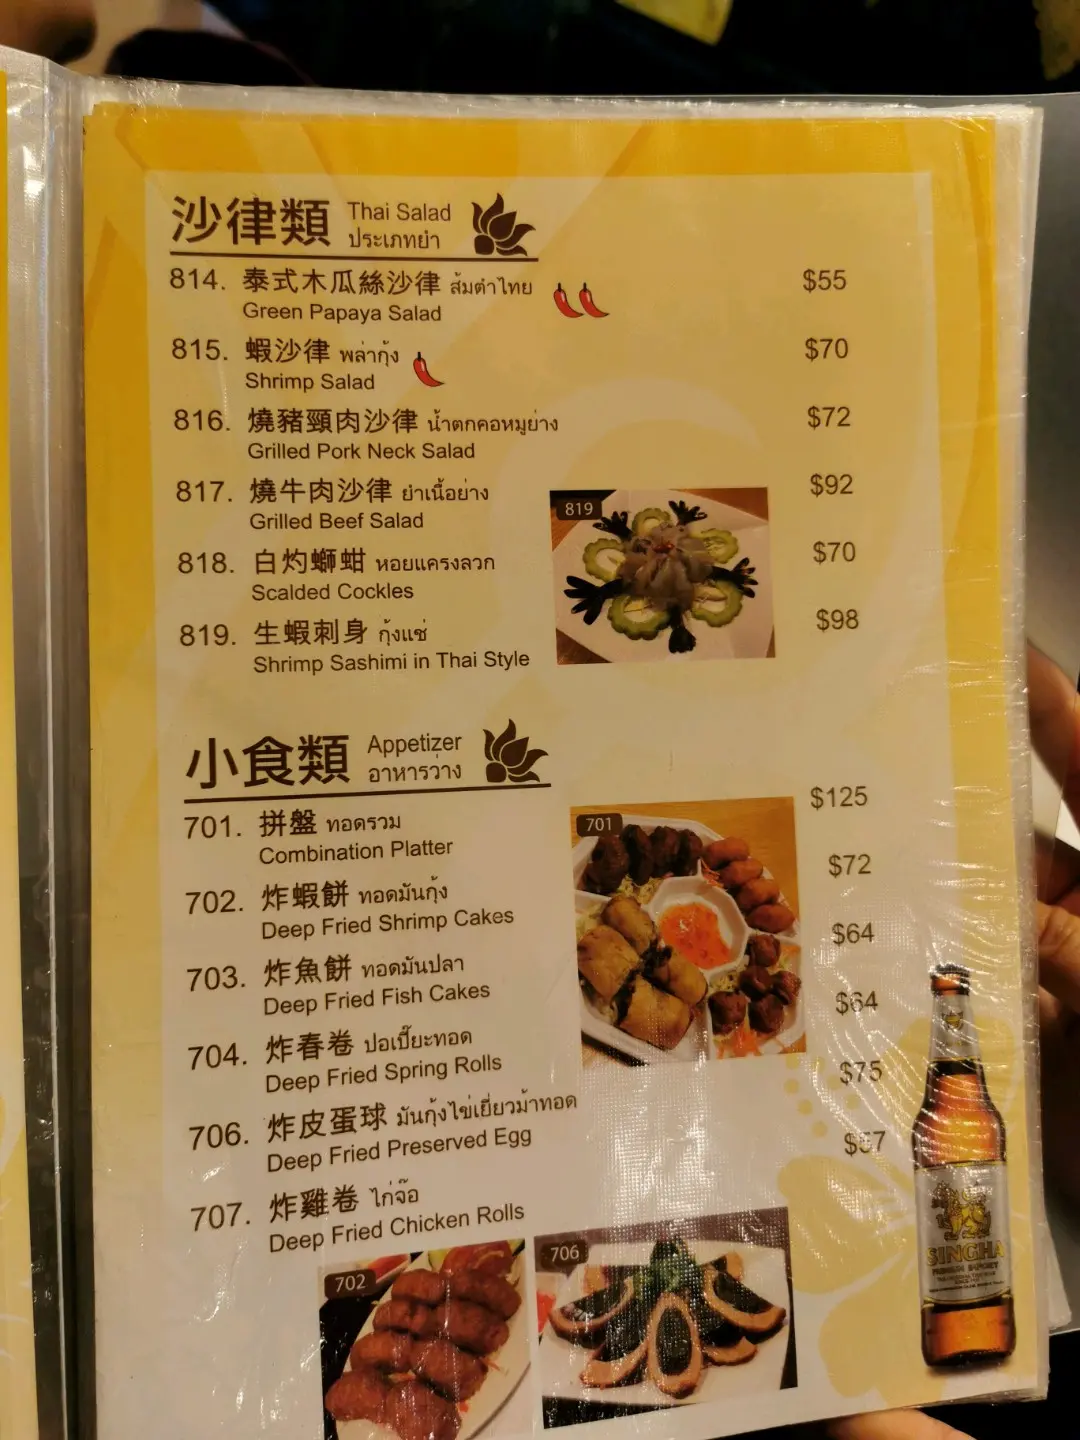 沙律類 Thai Salad
ประเภทยำ
814. 泰式木瓜絲沙律 ส้มตำไทย $55
Green Papaya Salad
815. 蝦沙律 พล่ากุ้ง $70
Shrimp Salad
816. 燒豬頸肉沙律 น้ำตกคอหมูย่าง $72
Grilled Pork Neck Salad
817. 燒牛肉沙律 ยำเนื้อย่าง $92
Grilled Beef Salad
818. 白灼螄蚶 หอยแครงลวก $70
Scalded Cockles
819. 生蝦刺身 กุ้งแช่ $98
Shrimp Sashimi in Thai Style
819
小食類 Appetizer
อาหารว่าง
701. 拼盤 ทอดรวม $125
Combination Platter
702. 炸蝦餅 ทอดมันกุ้ง $72
Deep Fried Shrimp Cakes
703. 炸魚餅 ทอดมันปลา $64
Deep Fried Fish Cakes
704. 炸春卷 ปอเปี๊ยะทอด $64
Deep Fried Spring Rolls
706. 炸皮蛋球 มันกุ้งไข่เยี่ยวม้าทอด $75
Deep Fried Preserved Egg
707. 炸雞卷 ไก่จ๊อ $57
Deep Fried Chicken Rolls
701
702
706
SINGHA